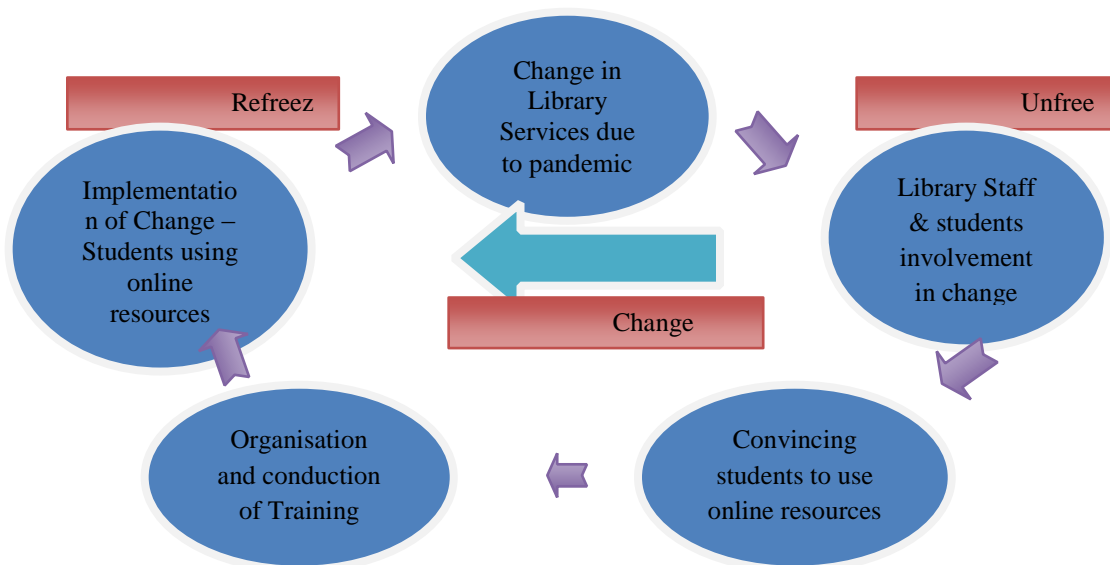 Change in
Library
Services due
to pandemic
Refreez
Unfree
Implementatio
n of Change –
Students using
online
resources
Library Staff
& students
involvement
in change
Change
Organisation
and conduction
of Training
Convincing
students to use
online resources